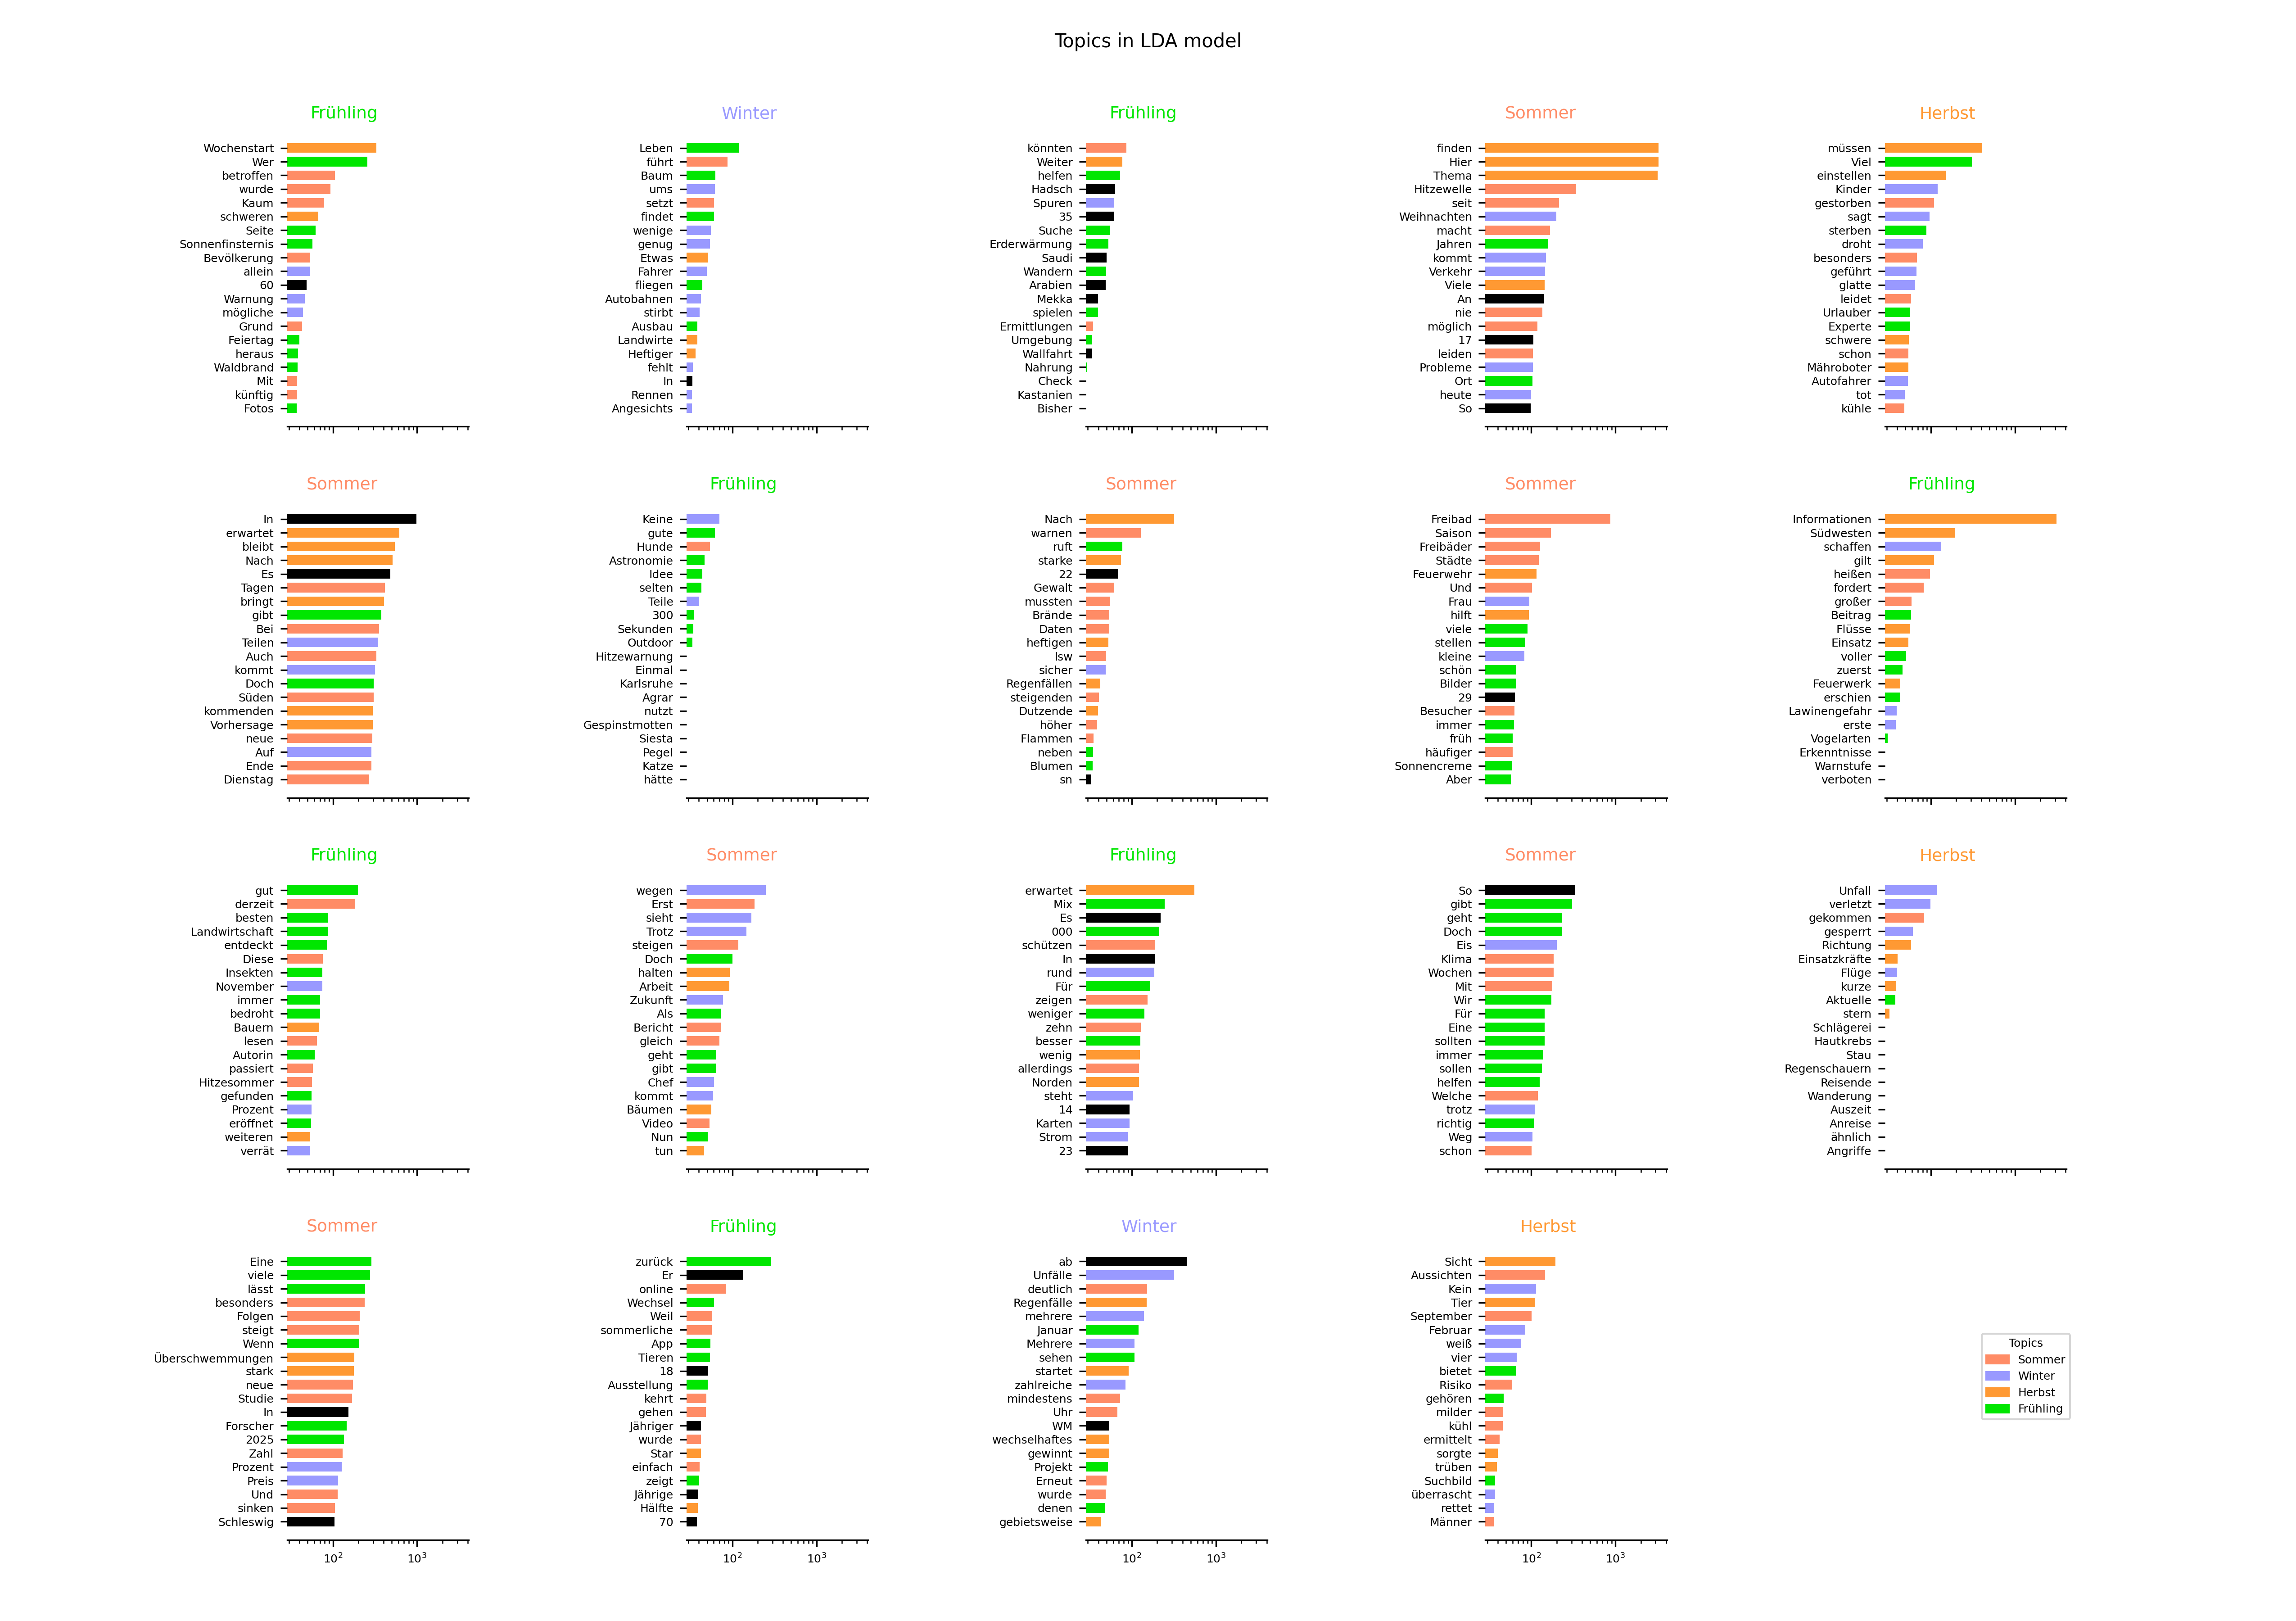 Topics in LDA model
Frühling
Wochenstart
Wer
betroffen
wurde
Kaum
schweren
Seite
Sonnenfinsternis
Bevölkerung
allein
60
Warnung
mögliche
Grund
Feiertag
heraus
Waldbrand
Mit
künftig
Fotos
Winter
Leben
führt
Baum
ums
setzt
findet
wenige
genug
Etwas
Fahrer
fliegen
Autobahnen
stirbt
Ausbau
Landwirte
Heftiger
fehlt
In
Rennen
Angesichts
Frühling
könnten
Weiter
helfen
Hadsch
Spuren
35
Suche
Erderwärmung
Saudi
Wandern
Arabien
Mekka
spielen
Ermittlungen
Umgebung
Wallfahrt
Nahrung
Check
Kastanien
Bisher
Sommer
finden
Hier
Thema
Hitzewelle
seit
Weihnachten
macht
Jahren
kommt
Verkehr
Viele
An
nie
möglich
17
leiden
Probleme
Ort
heute
So
Herbst
müssen
Viel
einstellen
Kinder
gestorben
sagt
sterben
droht
besonders
geführt
glatte
leidet
Urlauber
Experte
schwere
schon
Mähroboter
Autofahrer
tot
kühle
Sommer
In
erwartet
bleibt
Nach
Es
Tagen
bringt
gibt
Bei
Teilen
Auch
kommt
Doch
Süden
kommenden
Vorhersage
neue
Auf
Ende
Dienstag
Frühling
Keine
gute
Hunde
Astronomie
Idee
selten
Teile
300
Sekunden
Outdoor
Hitzewarnung
Einmal
Karlsruhe
Agrar
nutzt
Gespinstmotten
Siesta
Pegel
Katze
hätte
Sommer
Nach
warnen
ruft
starke
22
Gewalt
mussten
Brände
Daten
heftigen
lsw
sicher
Regenfällen
steigenden
Dutzende
höher
Flammen
neben
Blumen
sn
Sommer
Freibad
Saison
Freibäder
Städte
Feuerwehr
Und
Frau
hilft
viele
stellen
kleine
schön
Bilder
29
Besucher
immer
früh
häufiger
Sonnencreme
Aber
Frühling
Informationen
Südwesten
schaffen
gilt
heißen
fordert
großer
Beitrag
Flüsse
Einsatz
voller
zuerst
Feuerwerk
erschien
Lawinengefahr
erste
Vogelarten
Erkenntnisse
Warnstufe
verboten
Frühling
gut
derzeit
besten
Landwirtschaft
entdeckt
Diese
Insekten
November
immer
bedroht
Bauern
lesen
Autorin
passiert
Hitzesommer
gefunden
Prozent
eröffnet
weiteren
verrät
Sommer
wegen
Erst
sieht
Trotz
steigen
Doch
halten
Arbeit
Zukunft
Als
Bericht
gleich
geht
gibt
Chef
kommt
Bäumen
Video
Nun
tun
Frühling
erwartet
Mix
Es
000
schützen
In
rund
Für
zeigen
weniger
zehn
besser
wenig
allerdings
Norden
steht
14
Karten
Strom
23
Sommer
So
gibt
geht
Doch
Eis
Klima
Wochen
Mit
Wir
Für
Eine
sollten
immer
sollen
helfen
Welche
trotz
richtig
Weg
schon
Herbst
Unfall
verletzt
gekommen
gesperrt
Richtung
Einsatzkräfte
Flüge
kurze
Aktuelle
stern
Schlägerei
Hautkrebs
Stau
Regenschauern
Reisende
Wanderung
Auszeit
Anreise
ähnlich
Angriffe
Sommer
Eine
viele
lässt
besonders
Folgen
steigt
Wenn
Überschwemmungen
stark
neue
Studie
In
Forscher
2025
Zahl
Prozent
Preis
Und
sinken
Schleswig
10²
10³
Frühling
zurück
Er
online
Wechsel
Weil
sommerliche
App
Tieren
18
Ausstellung
kehrt
gehen
Jähriger
wurde
Star
einfach
zeigt
Jährige
Hälfte
70
10²
10³
Winter
ab
Unfälle
deutlich
Regenfälle
mehrere
Januar
Mehrere
sehen
startet
zahlreiche
mindestens
Uhr
WM
wechselhaftes
gewinnt
Projekt
Erneut
wurde
denen
gebietsweise
10²
10³
Herbst
Sicht
Aussichten
Kein
Tier
September
Februar
weiß
vier
bietet
Risiko
gehören
milder
kühl
ermittelt
sorgte
trüben
Suchbild
überrascht
rettet
Männer
10²
10³
Topics
Sommer
Winter
Herbst
Frühling